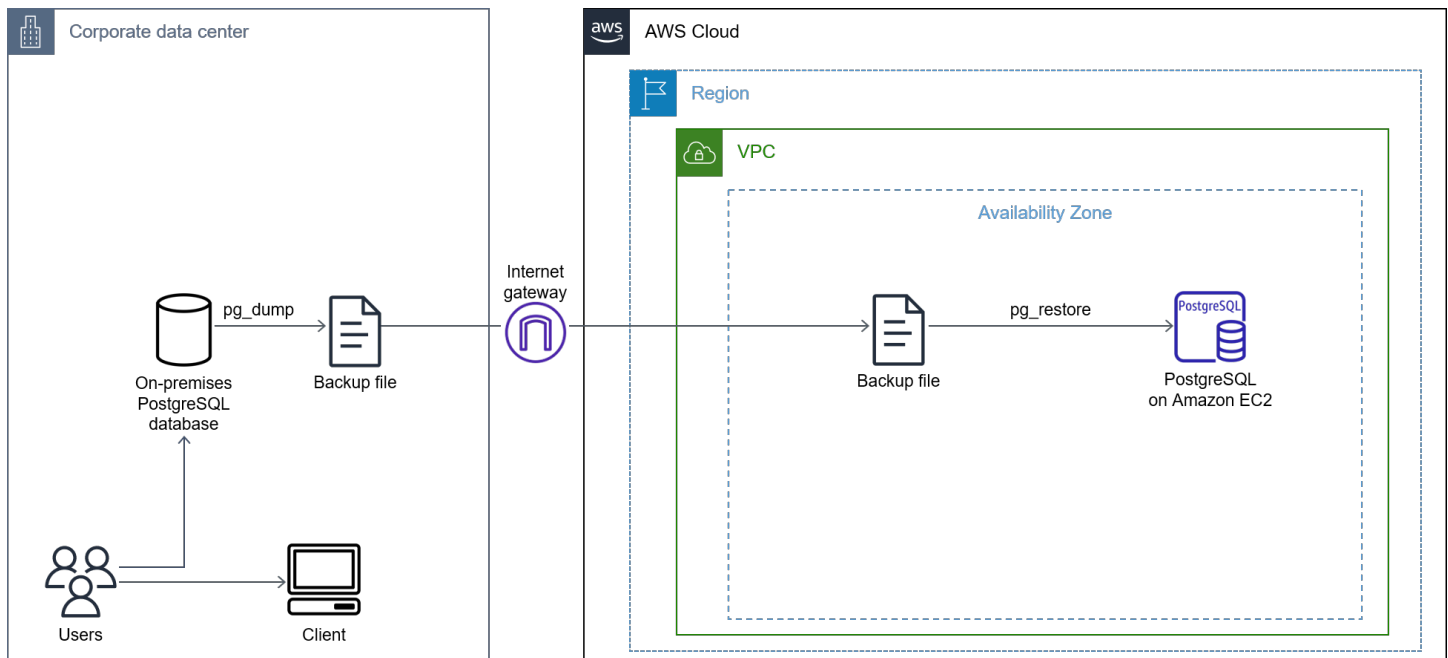 Corporate data center
aws
AWS Cloud
Region
VPC
Availability Zone
Internet
gateway
pg_dump
pg_restore
PostgreSQL
On-premises
PostgreSQL
database
Backup file
Backup file
PostgreSQL
on Amazon EC2
Users
Client